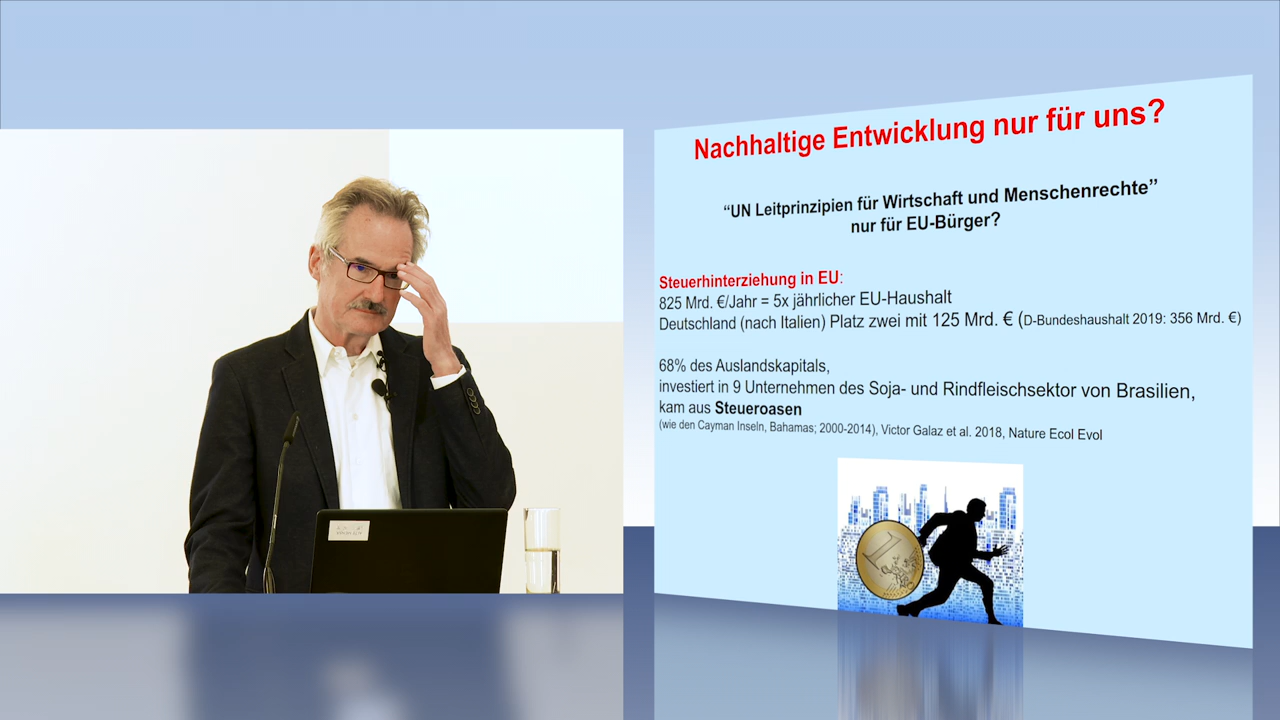 Nachhaltige Entwicklung nur für uns?
“UN Leitprinzipien für Wirtschaft und Menschenrechte”
nur für EU-Bürger?
Steuerhinterziehung in EU:
825 Mrd. €/Jahr = 5x jährlicher EU-Haushalt
Deutschland (nach Italien) Platz zwei mit 125 Mrd. € (D-Bundeshaushalt 2019: 356 Mrd. €)
68% des Auslandskapitals,
investiert in 9 Unternehmen des Soja- und Rindfleischsektor von Brasilien,
kam aus Steueroasen
(wie den Cayman Inseln, Bahamas; 2000-2014), Victor Galaz et al. 2018, Nature Ecol Evol